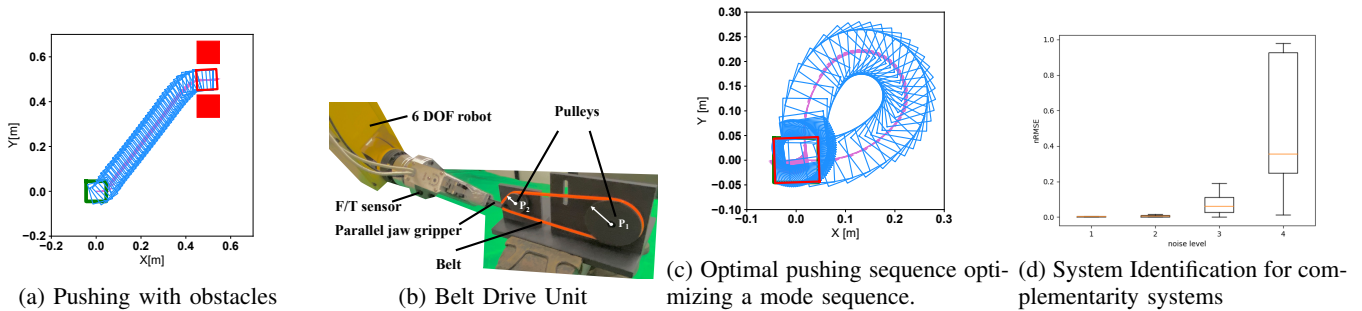 0.6
0.4
0.2
0.0
−0.2
Y[m]
0.0 0.2 0.4 0.6
X[m]
(a) Pushing with obstacles
6 DOF robot
Pulleys
F/T sensor
Parallel jaw gripper
Belt
P2
P1
(b) Belt Drive Unit
0.30
0.25
0.20
0.15
0.10
0.05
0.00
−0.05
−0.10
Y [m]
−0.1 0.0 0.1 0.2 0.3
X [m]
(c) Optimal pushing sequence opti-
mizing a mode sequence.
1.0
0.8
0.6
0.4
0.2
0.0
nRMSE
1 2 3 4
noise level
(d) System Identification for com-
plementarity systems